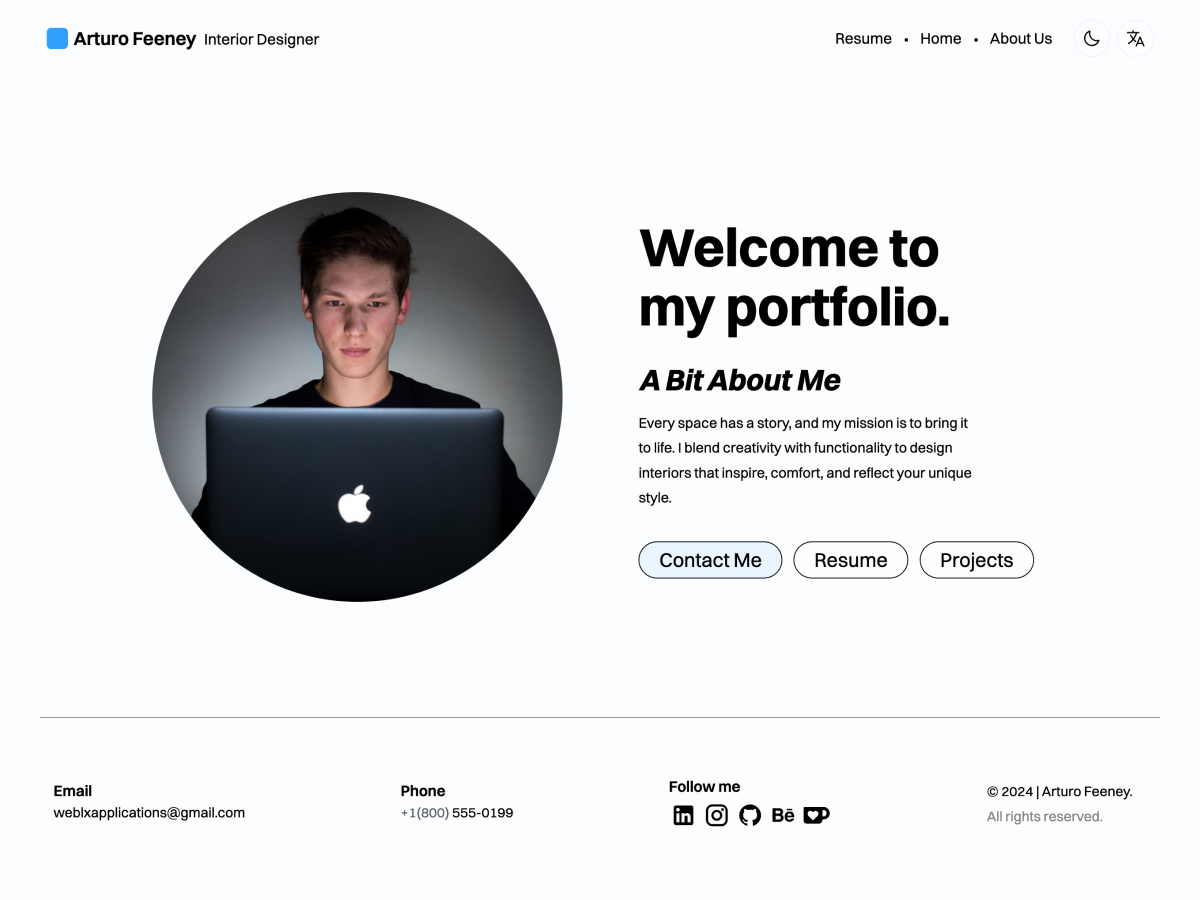 Arturo Feeney Interior Designer
Resume ▪ Home ▪ About Us
Welcome to
my portfolio.
A Bit About Me
Every space has a story, and my mission is to bring it
to life. I blend creativity with functionality to design
interiors that inspire, comfort, and reflect your unique
style.
Contact Me
Resume
Projects
Email
weblxapplications@gmail.com
Phone
+1(800) 555-0199
Follow me
in
Bē
© 2024 | Arturo Feeney.
All rights reserved.